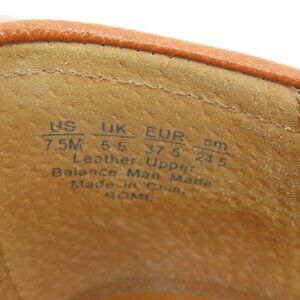 US UK EUR cm
7.5M 5.5 37.5 24.5
Leather Upper
Balance Man Made
Made in China
ROME